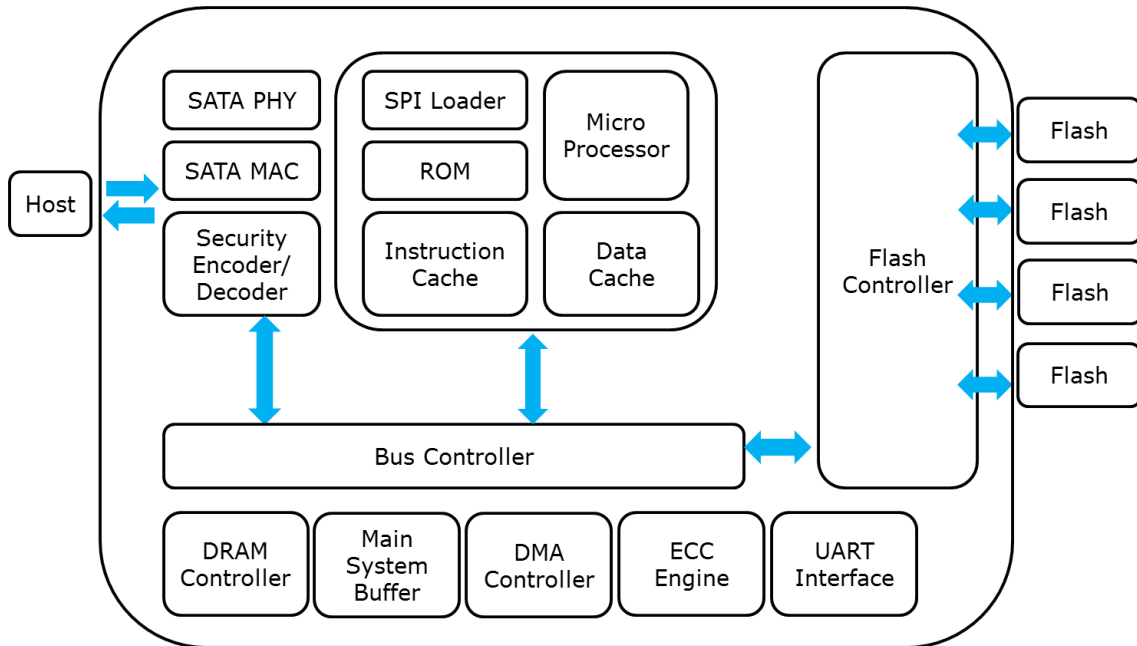 SATA PHY
SATA MAC
Security
Encoder/
Decoder
Host
SPI Loader
ROM
Instruction
Cache
Micro
Processor
Data
Cache
Flash
Controller
Flash
Flash
Flash
Flash
Bus Controller
DRAM
Controller
Main
System
Buffer
DMA
Controller
ECC
Engine
UART
Interface